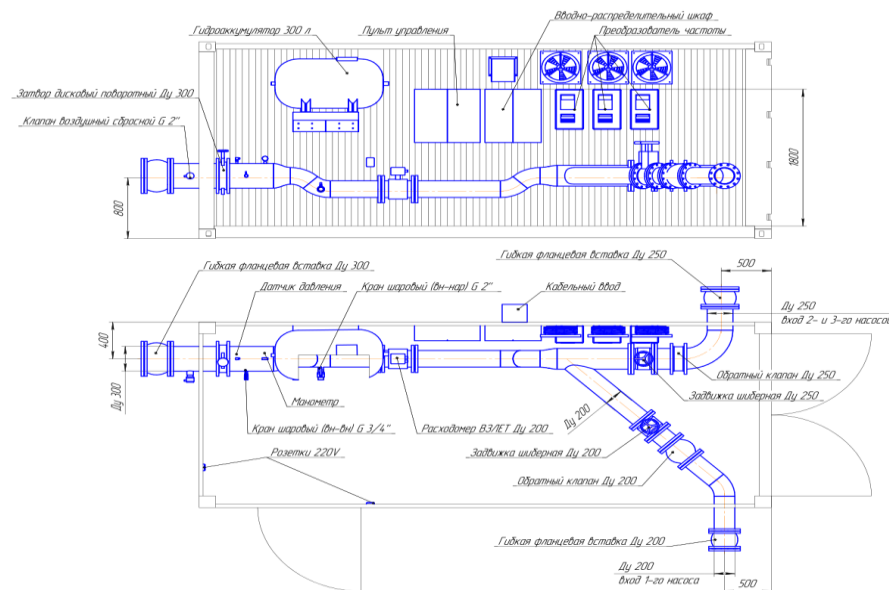 Гидроаккумулятор 300 л
Пульт управления
Вводно-распределительный шкаф
Преобразователь частоты
Затвор дисковый поворотный Ду 300
Клапан воздушный сбросной G 2"
800
1800
Гибкая фланцевая вставка Ду 300
Датчик давления
Кран шаровый (вн-нар) G 2"
Кабельный ввод
Гибкая фланцевая вставка Ду 250
500
Ду 250
вход 2- и 3-го насосов
400
Ду 300
Манометр
Кран шаровый (вн-вн) G 3/4"
Расходомер ВЗЛЕТ Ду 200
Обратный клапан Ду 250
Задвижка шиберная Ду 250
Ду 200
Розетки 220V
Задвижка шиберная Ду 200
Обратный клапан Ду 200
Гибкая фланцевая вставка Ду 200
Ду 200
вход 1-го насоса
500